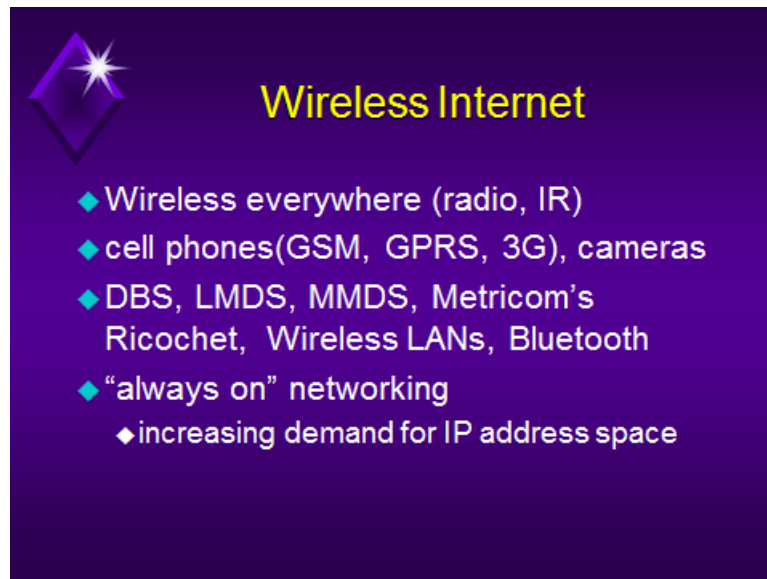 Wireless Internet
Wireless everywhere (radio, IR)
cell phones(GSM, GPRS, 3G), cameras
DBS, LMDS, MMDS, Metricom's
Ricochet, Wireless LANs, Bluetooth
“always on” networking
increasing demand for IP address space